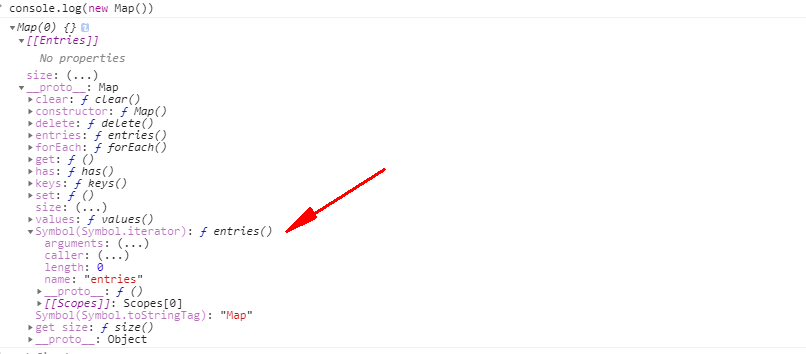 console.log(new Map())
▼Map(0) {} i
▼[[Entries]]
No properties
size: (...)
▼__proto__: Map
▶clear: ƒ clear()
▶constructor: ƒ Map()
▶delete: ƒ delete()
▶entries: ƒ entries()
▶forEach: ƒ forEach()
▶get: ƒ ()
▶has: ƒ has()
▶keys: ƒ keys()
▶set: ƒ ()
size: (...)
▶values: ƒ values()
▼Symbol(Symbol.iterator): ƒ entries()
arguments: (...)
caller: (...)
length: 0
name: "entries"
▶__proto__: ƒ ()
▶[[Scopes]]: Scopes[0]
Symbol(Symbol.toStringTag): "Map"
▶get size: ƒ size()
▶__proto__: Object